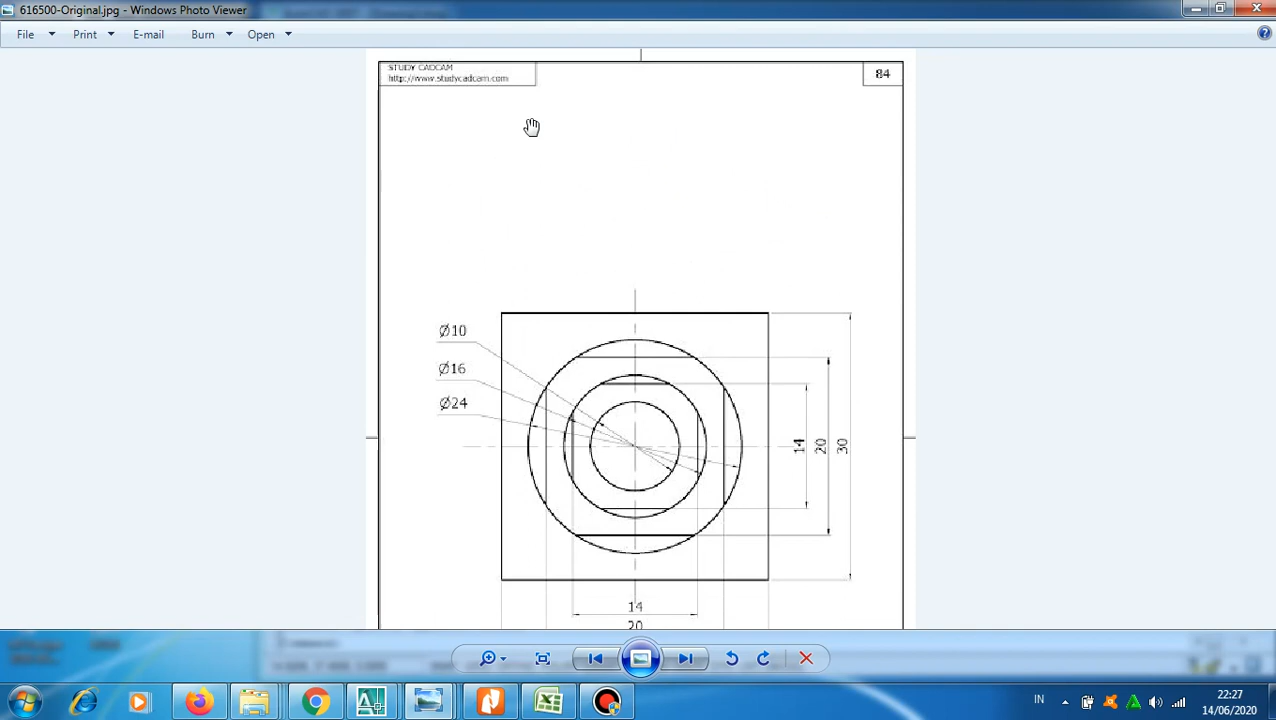 616500-Original.jpg - Windows Photo Viewer
File Print E-mail Burn Open
STUDY CADCAM
http://www.studycadcam.com
84
Ø10
Ø16
Ø24
14
20
30
14
20
IN
22:27
14/06/2020